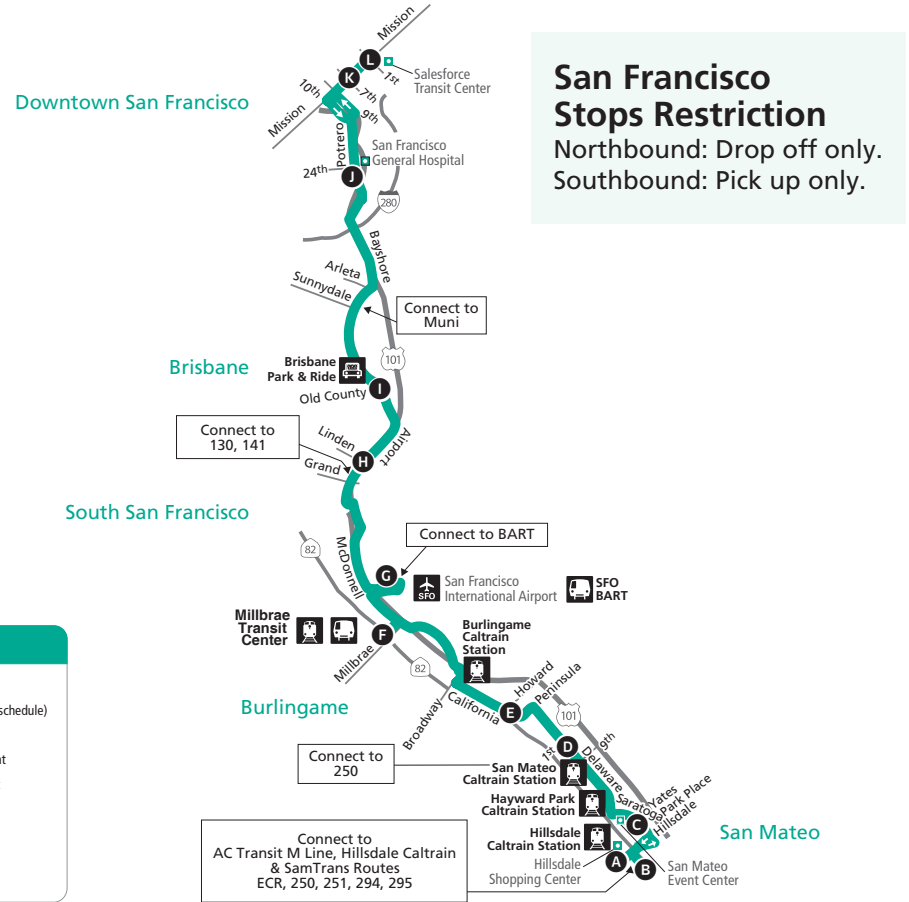 Mission
L
K
1st
7th
10th
9th
Salesforce
Transit Center
Downtown San Francisco
Mission
Potrero
San Francisco
General Hospital
24th
J
280
San Francisco
Stops Restriction
Northbound: Drop off only.
Southbound: Pick up only.
Bayshore
Arleta
Sunnydale
Connect to
Muni
101
Brisbane
Brisbane
Park & Ride
I
Old County
Airport
Connect to
130, 141
Linden
H
Grand
South San Francisco
82
McDonnell
Connect to BART
G
SFO
San Francisco
International Airport
SFO
BART
Millbrae
Transit
Center
F
Millbrae
82
Burlingame
Caltrain
Station
Burlingame
Broadway
California
E
Howard
Peninsula
101
1st
D
9th
Delaware
Connect to
250
San Mateo
Caltrain Station
Hayward Park
Caltrain Station
Saratoga
Yates
Park Place
Hillsdale
C
Hillsdale
Caltrain Station
San Mateo
A
B
Hillsdale
Shopping Center
San Mateo
Event Center
Connect to
AC Transit M Line, Hillsdale Caltrain
& SamTrans Routes
ECR, 250, 251, 294, 295
schedule)